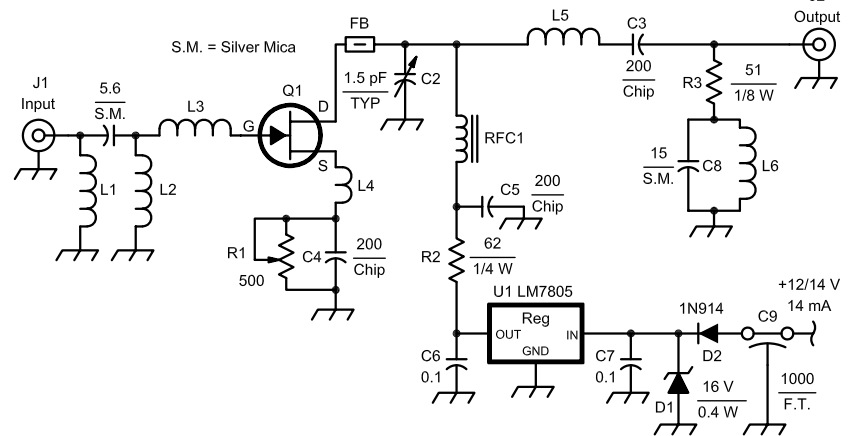 Output
FB
L5
C3
S.M. = Silver Mica
J1
Input
Q1
1.5 pF
TYP
C2
200
Chip
R3
51
1/8 W
5.6
S.M.
L3
D
G
S
RFC1
15
S.M.
C8
L6
L1
L2
L4
C5
200
Chip
R1
500
C4
200
Chip
R2
62
1/4 W
+12/14 V
14 mA
U1 LM7805
Reg
OUT
IN
GND
1N914
D2
C9
C6
0.1
C7
0.1
D1
16 V
0.4 W
1000
F.T.